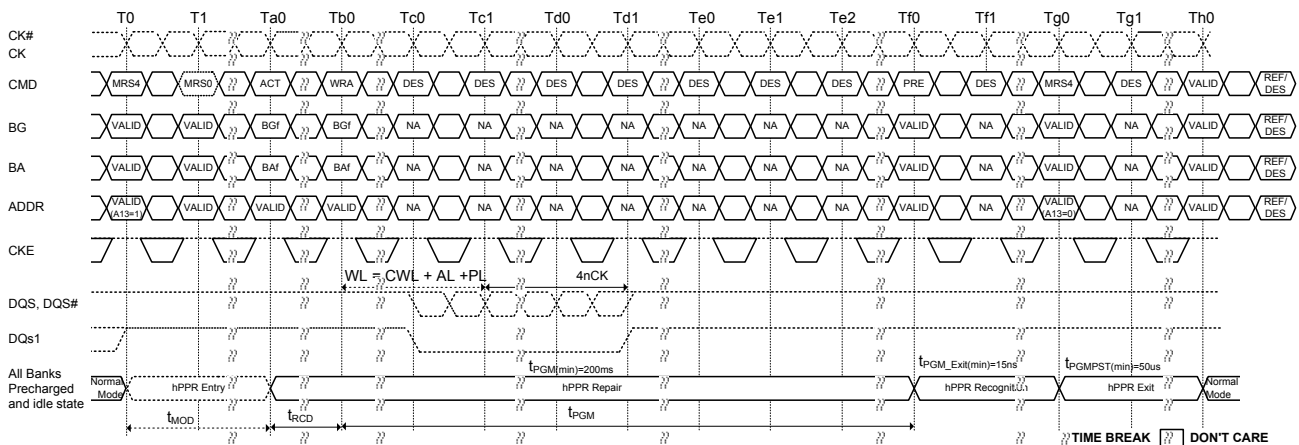 T0 T1 Ta0 Tb0 Tc0 Tc1 Td0 Td1 Te0 Te1 Te2 Tf0 Tf1 Tg0 Tg1 Th0
CK#
CK
CMD MRS4 MRS0 ACT WRA DES DES DES DES DES DES DES PRE DES MRS4 DES VALID REF/ DES
BG VALID VALID BGf BGf NA NA NA NA NA NA NA VALID NA VALID NA VALID REF/ DES
BA VALID VALID BAf BAf NA NA NA NA NA NA NA VALID NA VALID NA VALID REF/ DES
ADDR VALID (A13=1) VALID VALID VALID NA NA NA NA NA NA NA VALID NA VALID (A13=0) NA VALID REF/ DES
CKE
WL = CWL + AL +PL 4nCK
DQS, DQS#
DQs1
tPGM(min)=200ms tPGM_Exit(min)=15ns tPGMPST(min)=50us
All Banks
Precharged
and idle state
Normal Mode hPPR Entry hPPR Repair hPPR Recognition hPPR Exit Normal Mode
tMOD tRCD tPGM
TIME BREAK DON'T CARE